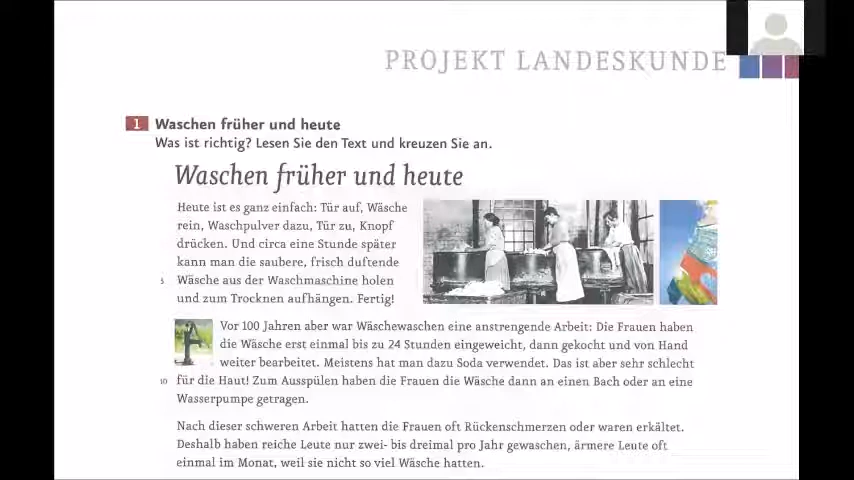 PROJEKT LANDESKUNDE
1 Waschen früher und heute
Was ist richtig? Lesen Sie den Text und kreuzen Sie an.
Waschen früher und heute
Heute ist es ganz einfach: Tür auf, Wäsche
rein, Waschpulver dazu, Tür zu, Knopf
drücken. Und circa eine Stunde später
kann man die saubere, frisch duftende
5 Wäsche aus der Waschmaschine holen
und zum Trocknen aufhängen. Fertig!
Vor 100 Jahren aber war Wäschewaschen eine anstrengende Arbeit: Die Frauen haben
die Wäsche erst einmal bis zu 24 Stunden eingeweicht, dann gekocht und von Hand
weiter bearbeitet. Meistens hat man dazu Soda verwendet. Das ist aber sehr schlecht
10 für die Haut! Zum Ausspülen haben die Frauen die Wäsche dann an einen Bach oder an eine
Wasserpumpe getragen.
Nach dieser schweren Arbeit hatten die Frauen oft Rückenschmerzen oder waren erkältet.
Deshalb haben reiche Leute nur zwei- bis dreimal pro Jahr gewaschen, ärmere Leute oft
einmal im Monat, weil sie nicht so viel Wäsche hatten.